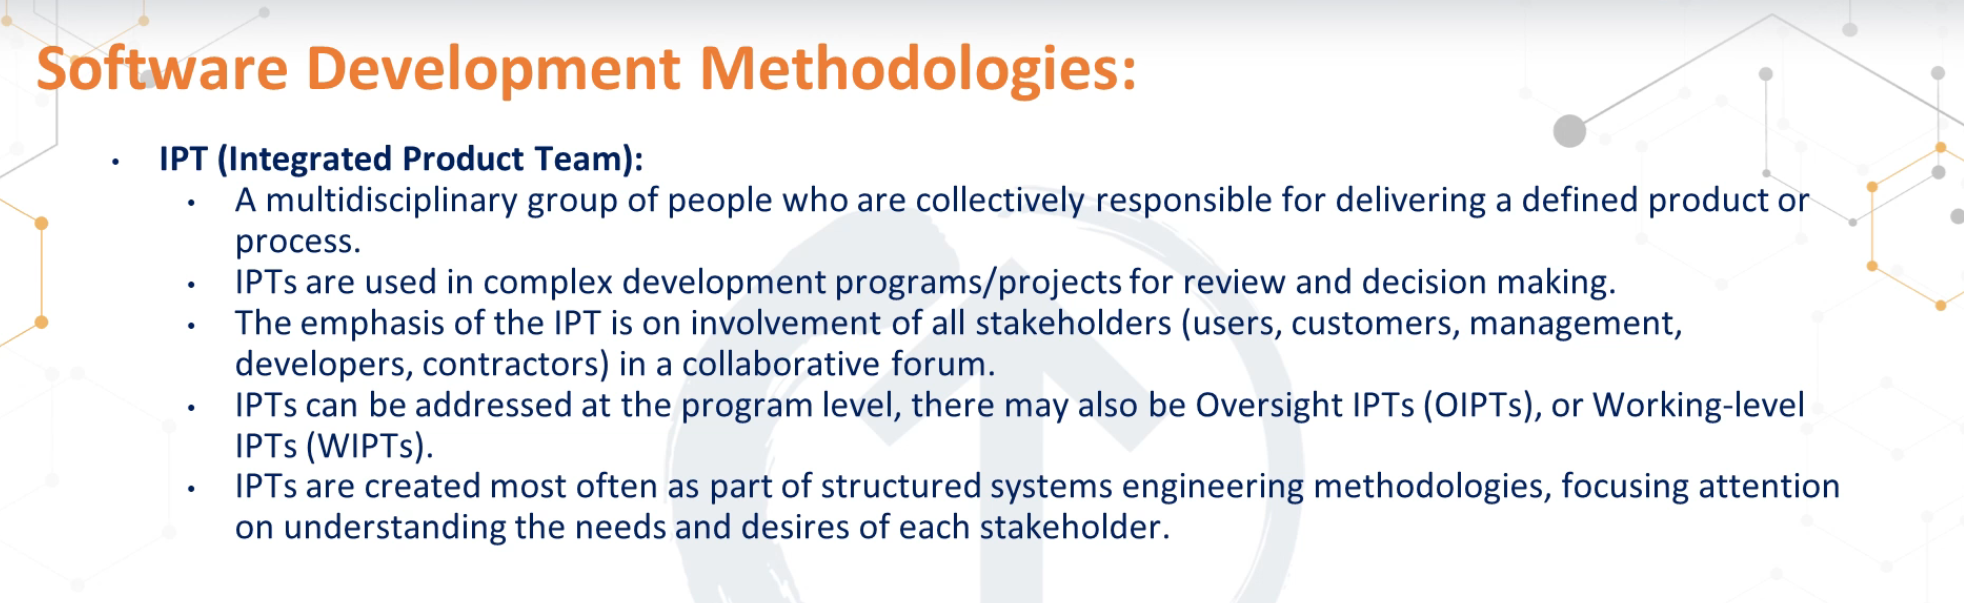 Software Development Methodologies:
• IPT (Integrated Product Team):
• A multidisciplinary group of people who are collectively responsible for delivering a defined product or
process.
• IPTs are used in complex development programs/projects for review and decision making.
• The emphasis of the IPT is on involvement of all stakeholders (users, customers, management,
developers, contractors) in a collaborative forum.
• IPTs can be addressed at the program level, there may also be Oversight IPTs (OIPTs), or Working-level
IPTs (WIPTs).
• IPTs are created most often as part of structured systems engineering methodologies, focusing attention
on understanding the needs and desires of each stakeholder.